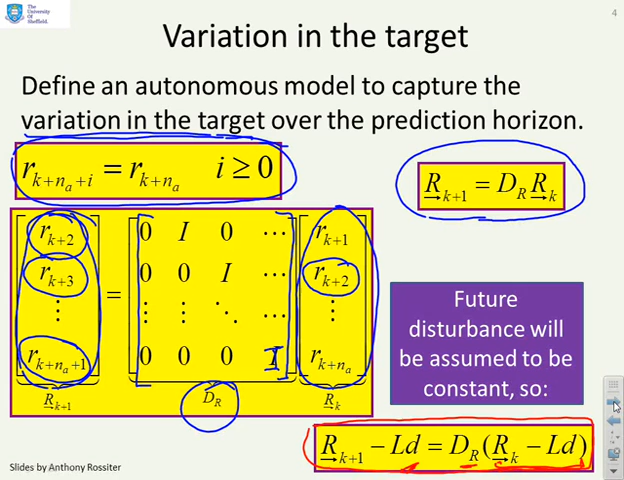 The
University
Of
Sheffield.
4
Variation in the target
Define an autonomous model to capture the
variation in the target over the prediction horizon.
r_{k+n_a+i} = r_{k+n_a}   i ≥ 0
R_{k+1} = D_R R_k
[r_{k+2}] [0 I 0 ⋯] [r_{k+1}]
[r_{k+3}] [0 0 I ⋯] [r_{k+2}]
[⋮] = [⋮ ⋮ ⋱ ⋯] [⋮]
[r_{k+n_a+1}] [0 0 0 I] [r_{k+n_a}]
R_{k+1} D_R R_k
Future
disturbance will
be assumed to be
constant, so:
R_{k+1} − Ld = D_R(R_k − Ld)
Slides by Anthony Rossiter